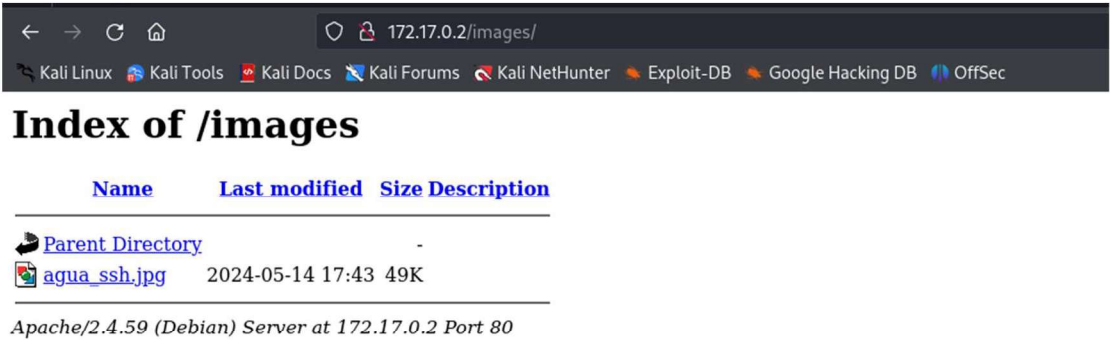 172.17.0.2/images/
Kali Linux Kali Tools Kali Docs Kali Forums Kali NetHunter Exploit-DB Google Hacking DB OffSec
Index of /images
Name Last modified Size Description
Parent Directory -
agua_ssh.jpg 2024-05-14 17:43 49K
Apache/2.4.59 (Debian) Server at 172.17.0.2 Port 80